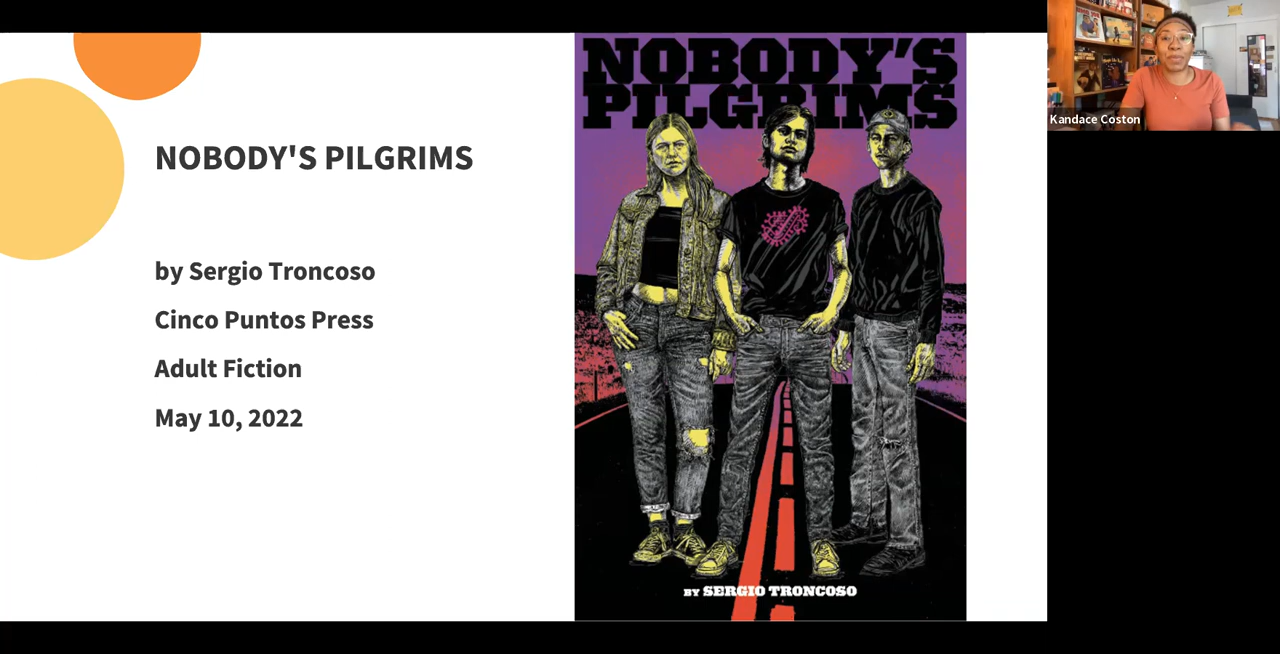 NOBODY'S PILGRIMS
by Sergio Troncoso
Cinco Puntos Press
Adult Fiction
May 10, 2022
NOBODY'S
PILGRIMS
BY SERGIO TRONCOSO
Kandace Coston